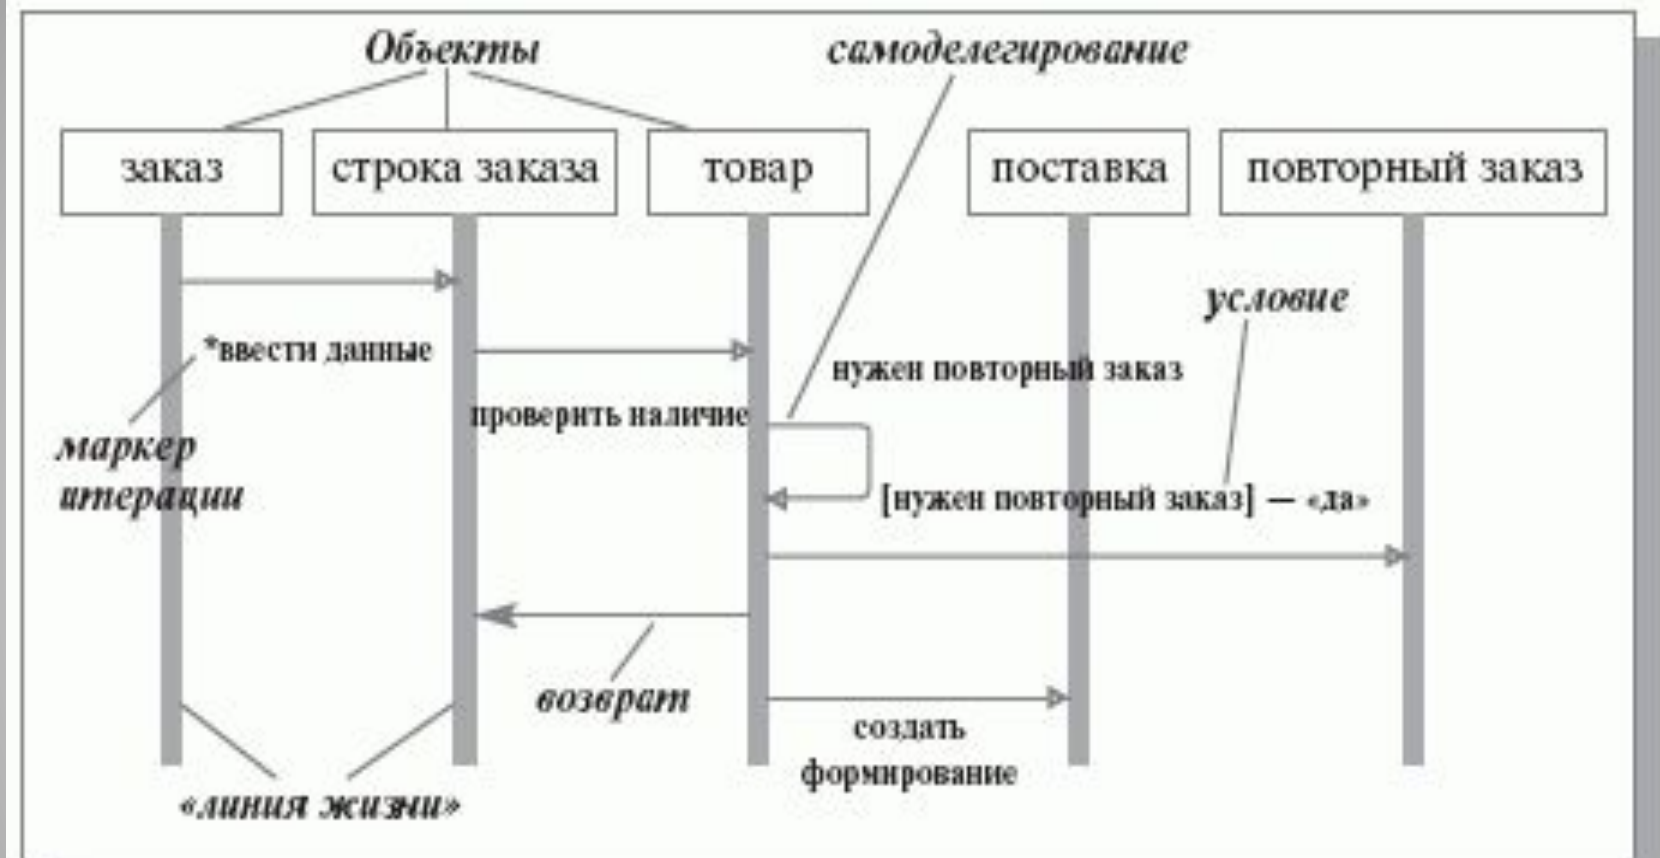 Объекты
самоделегирование
заказ
строка заказа
товар
поставка
повторный заказ
условие
*ввести данные
нужен повторный заказ
проверить наличие
маркер
итерации
[нужен повторный заказ] — «да»
возврат
создать
формирование
«линия жизни»